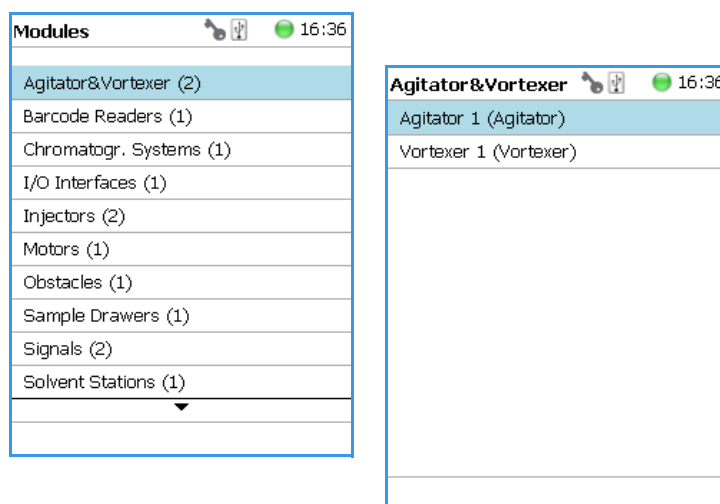 Modules 16:36
Agitator&Vortexer (2)
Barcode Readers (1)
Chromatogr. Systems (1)
I/O Interfaces (1)
Injectors (2)
Motors (1)
Obstacles (1)
Sample Drawers (1)
Signals (2)
Solvent Stations (1)
Agitator&Vortexer 16:36
Agitator 1 (Agitator)
Vortexer 1 (Vortexer)